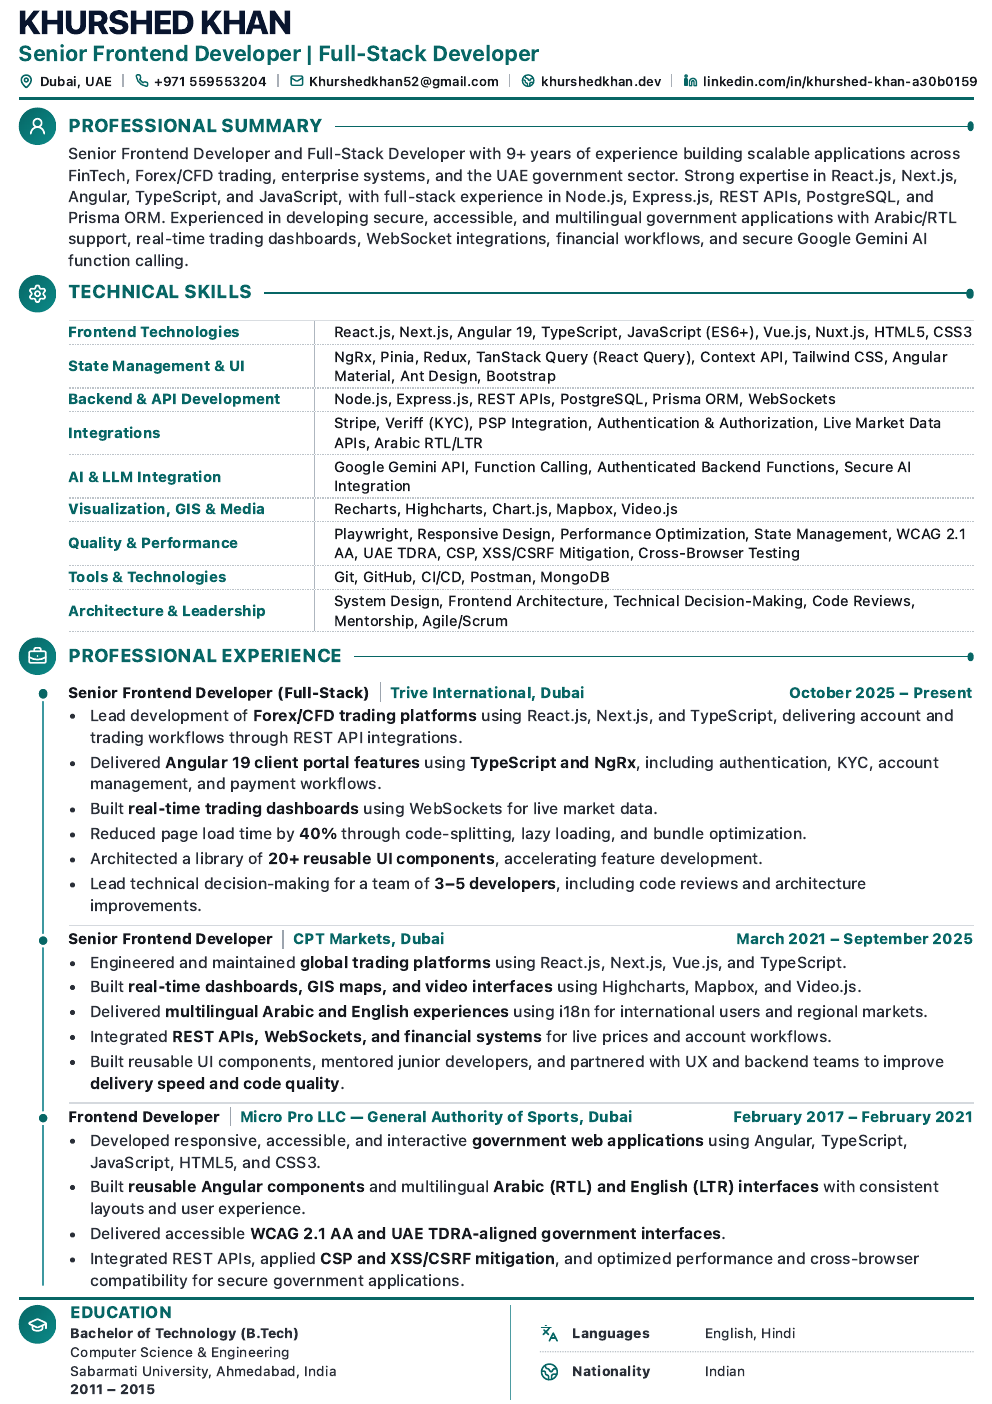 KHURSHED KHAN
Senior Frontend Developer | Full-Stack Developer
Dubai, UAE | +971 559553204 | Khurshedkhan52@gmail.com | khurshedkhan.dev | linkedin.com/in/khurshed-khan-a30b0159
PROFESSIONAL SUMMARY
Senior Frontend Developer and Full-Stack Developer with 9+ years of experience building scalable applications across
FinTech, Forex/CFD trading, enterprise systems, and the UAE government sector. Strong expertise in React.js, Next.js,
Angular, TypeScript, and JavaScript, with full-stack experience in Node.js, Express.js, REST APIs, PostgreSQL, and
Prisma ORM. Experienced in developing secure, accessible, and multilingual government applications with Arabic/RTL
support, real-time trading dashboards, WebSocket integrations, financial workflows, and secure Google Gemini AI
function calling.
TECHNICAL SKILLS
Frontend Technologies React.js, Next.js, Angular 19, TypeScript, JavaScript (ES6+), Vue.js, Nuxt.js, HTML5, CSS3
State Management & UI NgRx, Pinia, Redux, TanStack Query (React Query), Context API, Tailwind CSS, Angular
Material, Ant Design, Bootstrap
Backend & API Development Node.js, Express.js, REST APIs, PostgreSQL, Prisma ORM, WebSockets
Integrations Stripe, Veriff (KYC), PSP Integration, Authentication & Authorization, Live Market Data
APIs, Arabic RTL/LTR
AI & LLM Integration Google Gemini API, Function Calling, Authenticated Backend Functions, Secure AI
Integration
Visualization, GIS & Media Recharts, Highcharts, Chart.js, Mapbox, Video.js
Quality & Performance Playwright, Responsive Design, Performance Optimization, State Management, WCAG 2.1
AA, UAE TDRA, CSP, XSS/CSRF Mitigation, Cross-Browser Testing
Tools & Technologies Git, GitHub, CI/CD, Postman, MongoDB
Architecture & Leadership System Design, Frontend Architecture, Technical Decision-Making, Code Reviews,
Mentorship, Agile/Scrum
PROFESSIONAL EXPERIENCE
Senior Frontend Developer (Full-Stack) | Trive International, Dubai October 2025 – Present
• Lead development of Forex/CFD trading platforms using React.js, Next.js, and TypeScript, delivering account and
trading workflows through REST API integrations.
• Delivered Angular 19 client portal features using TypeScript and NgRx, including authentication, KYC, account
management, and payment workflows.
• Built real-time trading dashboards using WebSockets for live market data.
• Reduced page load time by 40% through code-splitting, lazy loading, and bundle optimization.
• Architected a library of 20+ reusable UI components, accelerating feature development.
• Lead technical decision-making for a team of 3–5 developers, including code reviews and architecture
improvements.
Senior Frontend Developer | CPT Markets, Dubai March 2021 – September 2025
• Engineered and maintained global trading platforms using React.js, Next.js, Vue.js, and TypeScript.
• Built real-time dashboards, GIS maps, and video interfaces using Highcharts, Mapbox, and Video.js.
• Delivered multilingual Arabic and English experiences using i18n for international users and regional markets.
• Integrated REST APIs, WebSockets, and financial systems for live prices and account workflows.
• Built reusable UI components, mentored junior developers, and partnered with UX and backend teams to improve
delivery speed and code quality.
Frontend Developer | Micro Pro LLC — General Authority of Sports, Dubai February 2017 – February 2021
• Developed responsive, accessible, and interactive government web applications using Angular, TypeScript,
JavaScript, HTML5, and CSS3.
• Built reusable Angular components and multilingual Arabic (RTL) and English (LTR) interfaces with consistent
layouts and user experience.
• Delivered accessible WCAG 2.1 AA and UAE TDRA-aligned government interfaces.
• Integrated REST APIs, applied CSP and XSS/CSRF mitigation, and optimized performance and cross-browser
compatibility for secure government applications.
EDUCATION
Bachelor of Technology (B.Tech)
Computer Science & Engineering
Sabarmati University, Ahmedabad, India
2011 – 2015
Languages English, Hindi
Nationality Indian